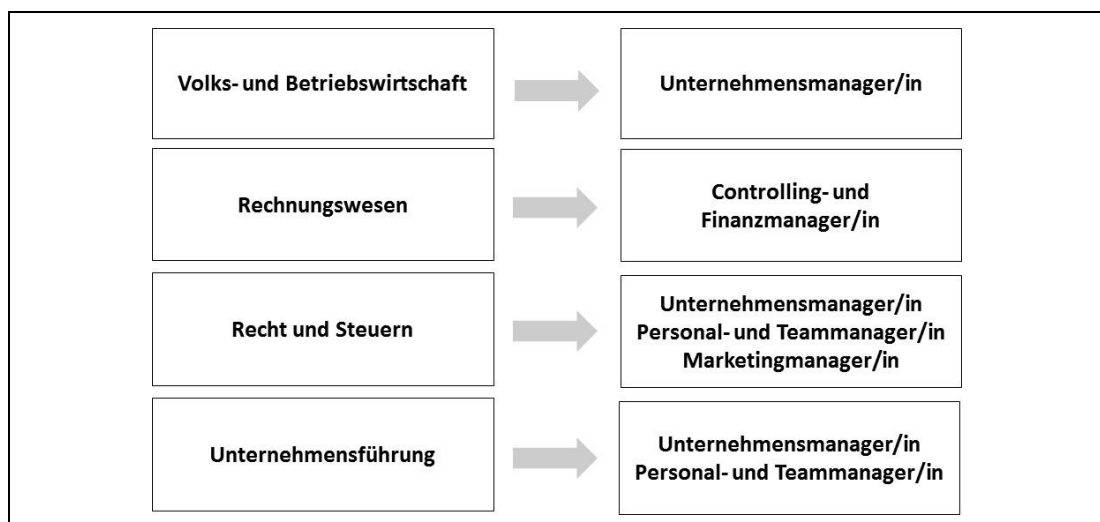 Volks- und Betriebswirtschaft
Unternehmensmanager/in
Rechnungswesen
Controlling- und
Finanzmanager/in
Recht und Steuern
Unternehmensmanager/in
Personal- und Teammanager/in
Marketingmanager/in
Unternehmensführung
Unternehmensmanager/in
Personal- und Teammanager/in